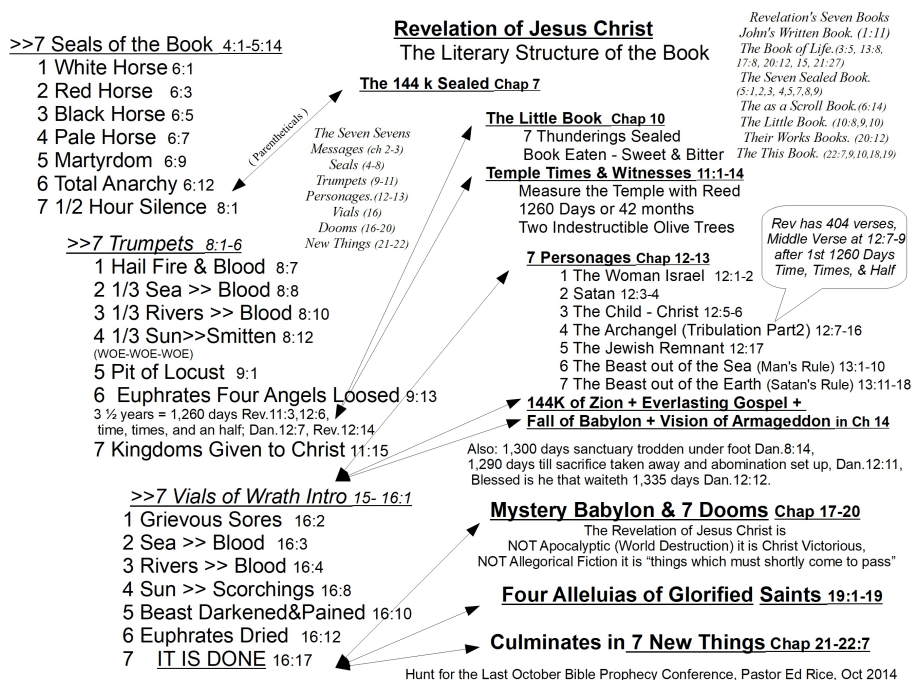 Revelation of Jesus Christ
The Literary Structure of the Book
Revelation's Seven Books
John's Written Book. (1:11)
The Book of Life.(3:5, 13:8,
17:8, 20:12, 15, 21:27)
The Seven Sealed Book.
(5:1,2,3, 4,5,7,8,9)
The as a Scroll Book.(6:14)
The Little Book. (10:8,9,10)
Their Works Books. (20:12)
The This Book. (22:7,9,10,18,19)
>>7 Seals of the Book 4:1-5:14
1 White Horse 6:1
2 Red Horse 6:3
3 Black Horse 6:5
4 Pale Horse 6:7
5 Martyrdom 6:9
6 Total Anarchy 6:12
7 1/2 Hour Silence 8:1
(Parentheticals)
The 144 k Sealed Chap 7
The Seven Sevens
Messages (ch 2-3)
Seals (4-8)
Trumpets (9-11)
Personages.(12-13)
Vials (16)
Dooms (16-20)
New Things (21-22)
The Little Book Chap 10
7 Thunderings Sealed
Book Eaten - Sweet & Bitter
Temple Times & Witnesses 11:1-14
Measure the Temple with Reed
1260 Days or 42 months
Two Indestructible Olive Trees
Rev has 404 verses,
Middle Verse at 12:7-9
after 1st 1260 Days
Time, Times, & Half
>>7 Trumpets 8:1-6
1 Hail Fire & Blood 8:7
2 1/3 Sea >> Blood 8:8
3 1/3 Rivers >> Blood 8:10
4 1/3 Sun>>Smitten 8:12
(WOE-WOE-WOE)
5 Pit of Locust 9:1
6 Euphrates Four Angels Loosed 9:13
3 ½ years = 1,260 days Rev.11:3,12:6,
time, times, and an half; Dan.12:7, Rev.12:14
7 Kingdoms Given to Christ 11:15
7 Personages Chap 12-13
1 The Woman Israel 12:1-2
2 Satan 12:3-4
3 The Child - Christ 12:5-6
4 The Archangel (Tribulation Part2) 12:7-16
5 The Jewish Remnant 12:17
6 The Beast out of the Sea (Man's Rule) 13:1-10
7 The Beast out of the Earth (Satan's Rule) 13:11-18
144K of Zion + Everlasting Gospel +
Fall of Babylon + Vision of Armageddon in Ch 14
Also: 1,300 days sanctuary trodden under foot Dan.8:14,
1,290 days till sacrifice taken away and abomination set up, Dan.12:11,
Blessed is he that waiteth 1,335 days Dan.12:12.
>>7 Vials of Wrath Intro 15- 16:1
1 Grievous Sores 16:2
2 Sea >> Blood 16:3
3 Rivers >> Blood 16:4
4 Sun >> Scorchings 16:8
5 Beast Darkened&Pained 16:10
6 Euphrates Dried 16:12
7 IT IS DONE 16:17
Mystery Babylon & 7 Dooms Chap 17-20
The Revelation of Jesus Christ is
NOT Apocalyptic (World Destruction) it is Christ Victorious,
NOT Allegorical Fiction it is “things which must shortly come to pass”
Four Alleluias of Glorified Saints 19:1-19
Culminates in 7 New Things Chap 21-22:7
Hunt for the Last October Bible Prophecy Conference, Pastor Ed Rice, Oct 2014